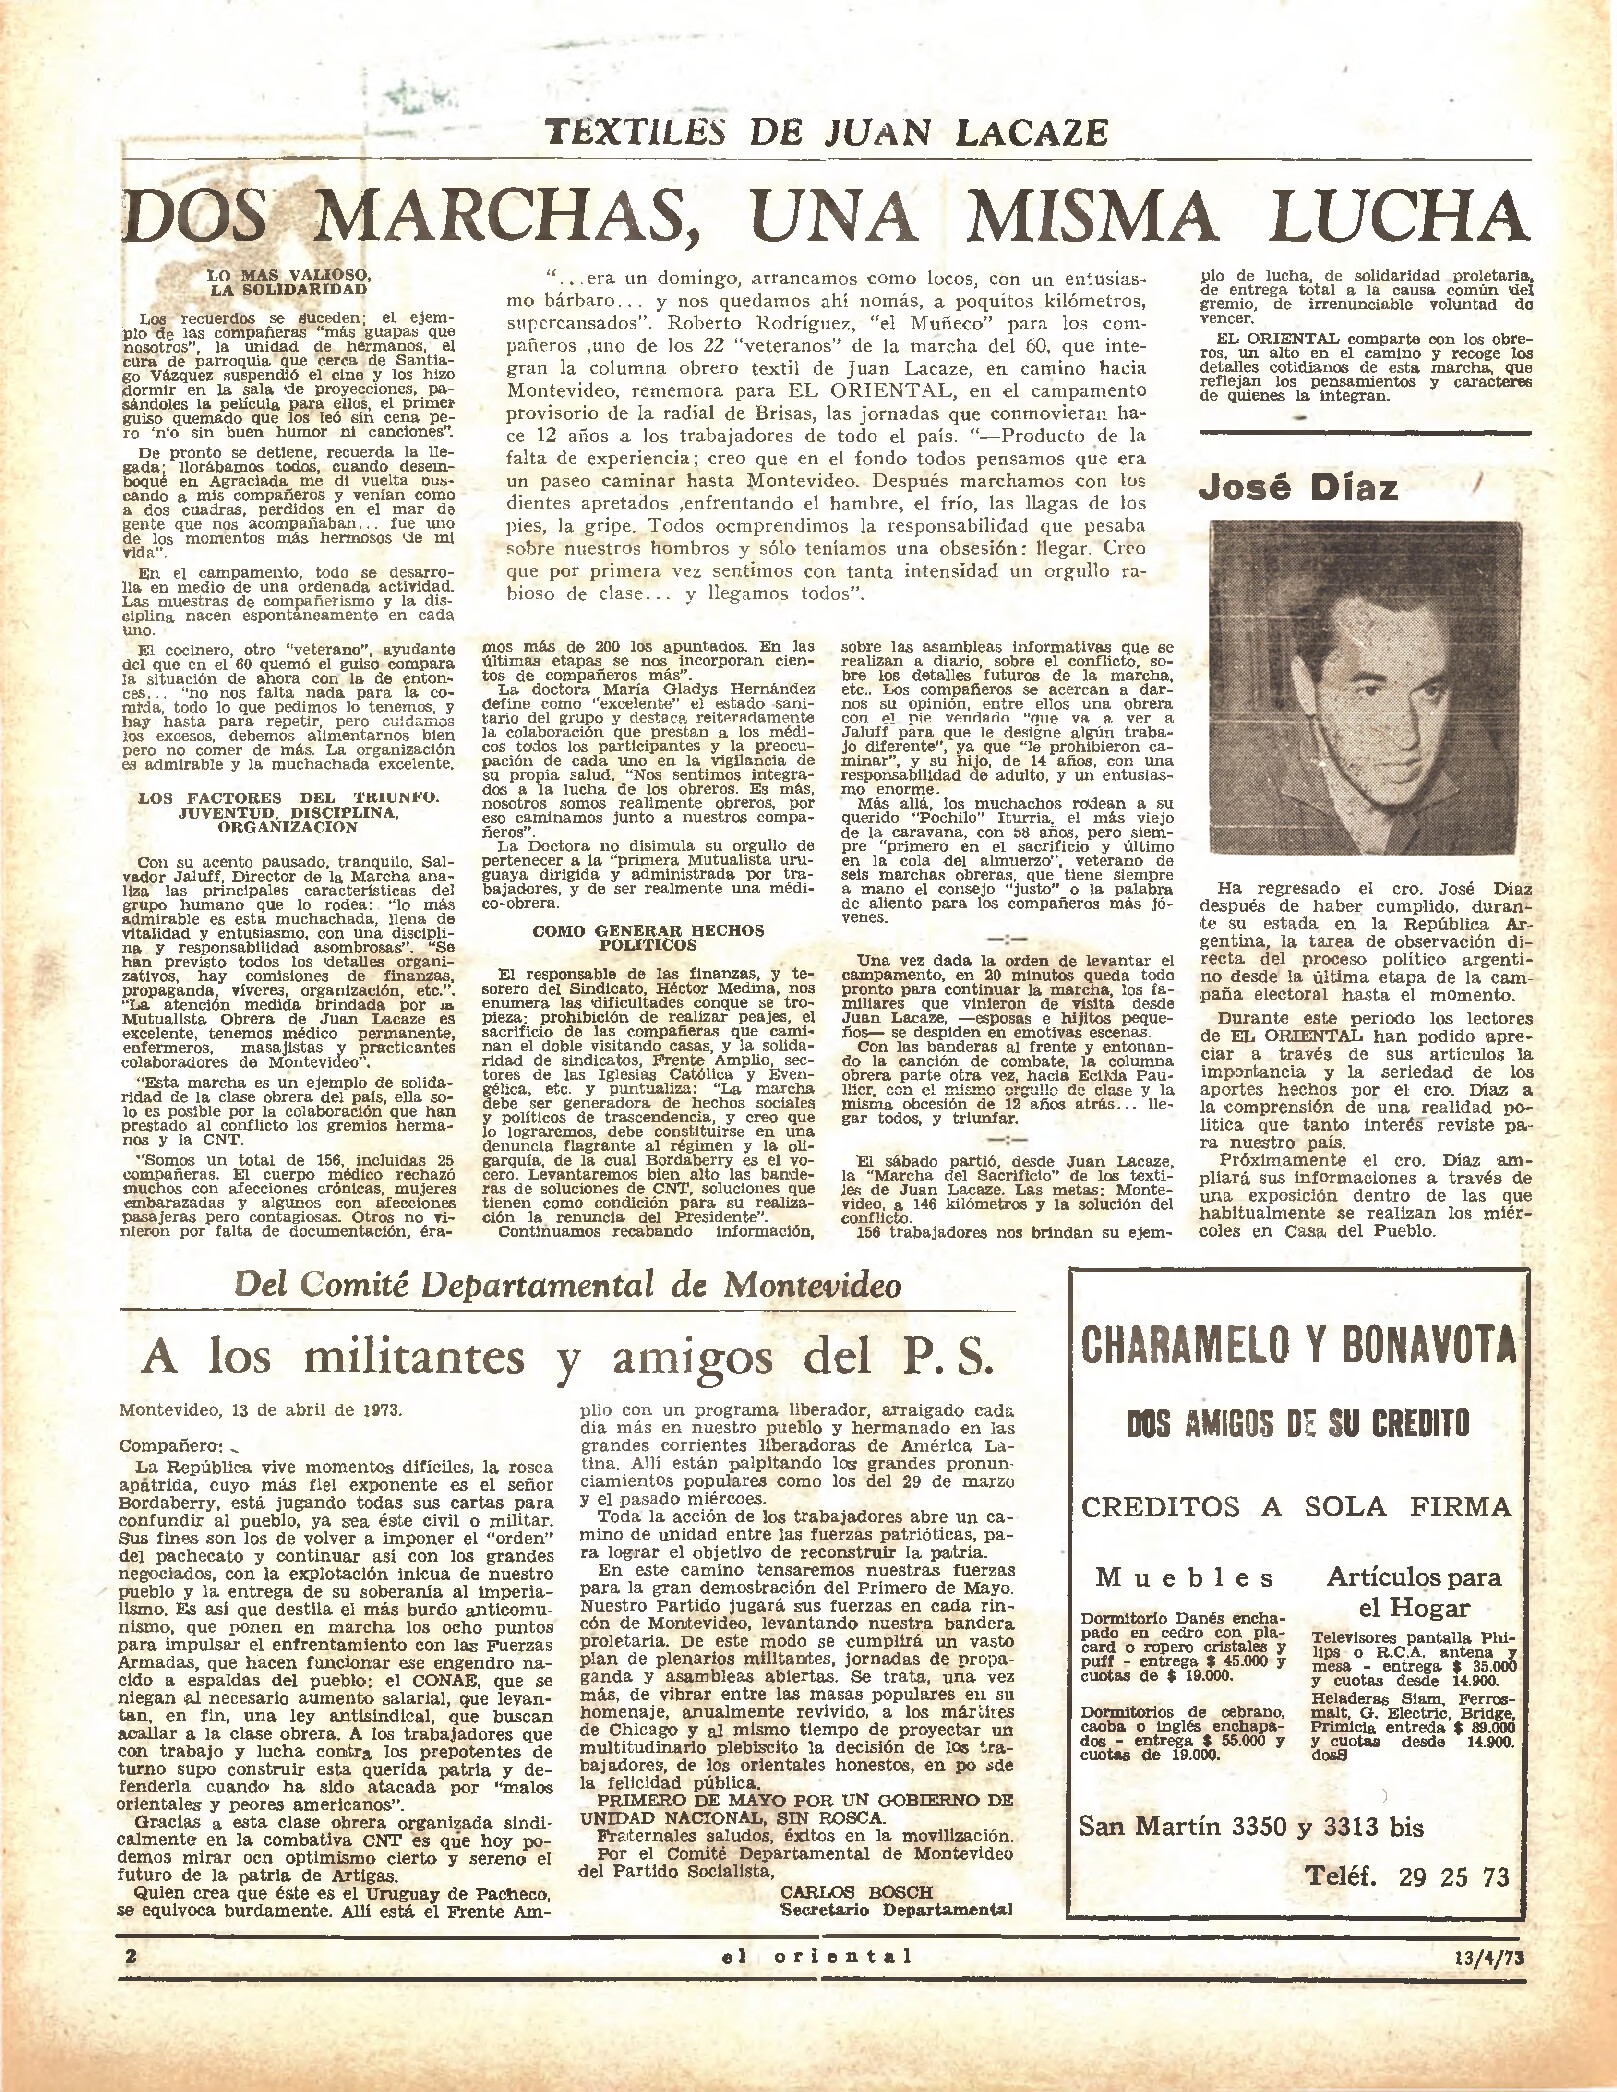 TEXTILES DE JUAN LACAZE
DOS MARCHAS, UNA MISMA LUCHA
"...era un domingo, arrancamos como locos, con un entusias-
mo bárbaro... y nos quedamos ahí nomás, a poquitos kilómetros,
supercansados". Roberto Rodríguez, "el Muñeco" para los com-
pañeros ,uno de los 22 "veteranos" de la marcha del 60, que inte-
gran la columna obrero textil de Juan Lacaze, en camino hacia
Montevideo, rememora para EL ORIENTAL, en el campamento
provisorio de la radial de Brisas, las jornadas que conmovieran ha-
ce 12 años a los trabajadores de todo el país. "—Producto de la
falta de experiencia; creo que en el fondo todos pensamos que era
un paseo caminar hasta Montevideo. Después marchamos con los
dientes apretados ,enfrentando el hambre, el frío, las llagas de los
pies, la gripe. Todos ocmprendimos la responsabilidad que pesaba
sobre nuestros hombros y sólo teníamos una obsesión: llegar. Creo
que por primera vez sentimos con tanta intensidad un orgullo ra-
bioso de clase... y llegamos todos".
LO MAS VALIOSO,
LA SOLIDARIDAD
Los recuerdos se suceden; el ejem-
plo de las compañeras "más guapas que
nosotros", la unidad de hermanos, el
cura de parroquia que cerca de Santia-
go Vázquez suspendió el cine y los hizo
dormir en la sala de proyecciones, pa-
sándoles la película para ellos, el primer
guiso quemado que los teó sin cena pe-
ro 'n'o sin buen humor ni canciones".
De pronto se detiene, recuerda la lle-
gada; llorábamos todos, cuando desem-
boqué en Agraciada me di vuelta bus-
cando a mis compañeros y venían como
a dos cuadras, perdidos en el mar de
gente que nos acompañaban... fue uno
de los momentos más hermosos de mi
vida".
En el campamento, todo se desarro-
lla en medio de una ordenada actividad.
Las muestras de compañerismo y la dis-
ciplina nacen espontáneamente en cada
uno.
El cocinero, otro "veterano", ayudante
del que en el 60 quemó el guiso compara
la situación de ahora con la de enton-
ces... "no nos falta nada para la co-
mida, todo lo que pedimos lo tenemos, y
hay hasta para repetir, pero cuidamos
los excesos, debemos alimentarnos bien
pero no comer de más. La organización
es admirable y la muchachada excelente.
LOS FACTORES DEL TRIUNFO.
JUVENTUD, DISCIPLINA,
ORGANIZACION
Con su acento pausado, tranquilo, Sal-
vador Jaluff, Director de la Marcha ana-
liza las principales características del
grupo humano que lo rodea: "lo más
admirable es esta muchachada, llena de
vitalidad y entusiasmo, con una discipli-
na y responsabilidad asombrosas". "Se
han previsto todos los detalles organi-
zativos, hay comisiones de finanzas,
propaganda, víveres, organización, etc.".
"La atención medida brindada por la
Mutualista Obrera de Juan Lacaze es
excelente, tenemos médico permanente,
enfermeros, masajistas y practicantes
colaboradores de Montevideo".
"Esta marcha es un ejemplo de solida-
ridad de la clase obrera del país, ella so-
lo es posible por la colaboración que han
prestado al conflicto los gremios herma-
nos y la CNT.
"Somos un total de 156, incluidas 25
compañeras. El cuerpo médico rechazó
muchos con afecciones crónicas, mujeres
embarazadas y algunos con afecciones
pasajeras pero contagiosas. Otros no vi-
nieron por falta de documentación, éra-
mos más de 200 los apuntados. En las
últimas etapas se nos incorporan cien-
tos de compañeros más".
La doctora María Gladys Hernández
define como "excelente" el estado sani-
tario del grupo y destaca reiteradamente
la colaboración que prestan a los médi-
cos todos los participantes y la preocu-
pación de cada uno en la vigilancia de
su propia salud. "Nos sentimos integra-
dos a la lucha de los obreros. Es más,
nosotros somos realmente obreros, por
eso caminamos junto a nuestros compa-
ñeros".
La Doctora no disimula su orgullo de
pertenecer a la "primera Mutualista uru-
guaya dirigida y administrada por tra-
bajadores, y de ser realmente una médi-
co-obrera.
COMO GENERAR HECHOS
POLITICOS
El responsable de las finanzas, y te-
sorero del Sindicato, Héctor Medina, nos
enumera las dificultades conque se tro-
pieza; prohibición de realizar peajes, el
sacrificio de las compañeras que cami-
nan el doble visitando casas, y la solida-
ridad de sindicatos, Frente Amplio, sec-
tores de las Iglesias Católica y Even-
gélica, etc. y puntualiza: "La marcha
debe ser generadora de hechos sociales
y políticos de trascendencia, y creo que
lo lograremos, debe constituirse en una
denuncia flagrante al régimen y la oli-
garquía, de la cual Bordaberry es el vo-
cero. Levantaremos bien alto las bande-
ras de soluciones de CNT, soluciones que
tienen como condición para su realiza-
ción la renuncia del Presidente".
Continuamos recabando información,
sobre las asambleas informativas que se
realizan a diario, sobre el conflicto, so-
bre los detalles futuros de la marcha,
etc.. Los compañeros se acercan a dar-
nos su opinión, entre ellos una obrera
con el pie vendado "que va a ver a
Jaluff para que le designe algún traba-
jo diferente", ya que "le prohibieron ca-
minar", y su hijo, de 14 años, con una
responsabilidad de adulto, y un entusias-
mo enorme.
Más allá, los muchachos rodean a su
querido "Pochilo" Iturria, el más viejo
de la caravana, con 58 años, pero siem-
pre "primero en el sacrificio y último
en la cola del almuerzo", veterano de
seis marchas obreras, que tiene siempre
a mano el consejo "justo" o la palabra
de aliento para los compañeros más jó-
venes.
—:—
Una vez dada la orden de levantar el
campamento, en 20 minutos queda todo
pronto para continuar la marcha, los fa-
miliares que vinieron de visita desde
Juan Lacaze, —esposas e hijitos peque-
ños— se despiden en emotivas escenas.
Con las banderas al frente y entonan-
do la canción de combate, la columna
obrera parte otra vez, hacia Ecilda Pau-
llier, con el mismo orgullo de clase y la
misma obcesión de 12 años atrás... lle-
gar todos, y triunfar.
—:—
El sábado partió, desde Juan Lacaze,
la "Marcha del Sacrificio" de los texti-
les de Juan Lacaze. Las metas: Monte-
video, a 146 kilómetros y la solución del
conflicto.
156 trabajadores nos brindan su ejem-
plo de lucha, de solidaridad proletaria,
de entrega total a la causa común del
gremio, de irrenunciable voluntad de
vencer.
EL ORIENTAL comparte con los obre-
ros, un alto en el camino y recoge los
detalles cotidianos de esta marcha, que
reflejan los pensamientos y caracteres
de quienes la integran.
José Díaz
Ha regresado el cro. José Díaz
después de haber cumplido, duran-
te su estada en la República Ar-
gentina, la tarea de observación di-
recta del proceso político argenti-
no desde la última etapa de la cam-
paña electoral hasta el momento.
Durante este periodo los lectores
de EL ORIENTAL han podido apre-
ciar a través de sus artículos la
importancia y la seriedad de los
aportes hechos por el cro. Díaz a
la comprensión de una realidad po-
lítica que tanto interés reviste pa-
ra nuestro país.
Próximamente el cro. Díaz am-
pliará sus informaciones a través de
una exposición dentro de las que
habitualmente se realizan los miér-
coles en Casa del Pueblo.
Del Comité Departamental de Montevideo
A los militantes y amigos del P. S.
Montevideo, 13 de abril de 1973.
Compañero:
La República vive momentos difíciles, la rosca
apátrida, cuyo más fiel exponente es el señor
Bordaberry, está jugando todas sus cartas para
confundir al pueblo, ya sea éste civil o militar.
Sus fines son los de volver a imponer el "orden"
del pachecato y continuar así con los grandes
negociados, con la explotación inicua de nuestro
pueblo y la entrega de su soberanía al imperia-
lismo. Es así que destila el más burdo anticomu-
nismo, que ponen en marcha los ocho puntos
para impulsar el enfrentamiento con las Fuerzas
Armadas, que hacen funcionar ese engendro na-
cido a espaldas del pueblo: el CONAE, que se
niegan al necesario aumento salarial, que levan-
tan, en fin, una ley antisindical, que buscan
acallar a la clase obrera. A los trabajadores que
con trabajo y lucha contra los prepotentes de
turno supo construir esta querida patria y de-
fenderla cuando ha sido atacada por "malos
orientales y peores americanos".
Gracias a esta clase obrera organizada sindi-
calmente en la combativa CNT es que hoy po-
demos mirar ocn optimismo cierto y sereno el
futuro de la patria de Artigas.
Quien crea que éste es el Uruguay de Pacheco,
se equivoca burdamente. Allí está el Frente Am-
plio con un programa liberador, arraigado cada
día más en nuestro pueblo y hermanado en las
grandes corrientes liberadoras de América La-
tina. Allí están palpitando los grandes pronun-
ciamientos populares como los del 29 de marzo
y el pasado miércoes.
Toda la acción de los trabajadores abre un ca-
mino de unidad entre las fuerzas patrióticas, pa-
ra lograr el objetivo de reconstruir la patria.
En este camino tensaremos nuestras fuerzas
para la gran demostración del Primero de Mayo.
Nuestro Partido jugará sus fuerzas en cada rin-
cón de Montevideo, levantando nuestra bandera
proletaria. De este modo se cumplirá un vasto
plan de plenarios militantes, jornadas de propa-
ganda y asambleas abiertas. Se trata, una vez
más, de vibrar entre las masas populares en su
homenaje, anualmente revivido, a los mártires
de Chicago y al mismo tiempo de proyectar un
multitudinario plebiscito la decisión de los tra-
bajadores, de los orientales honestos, en po sde
la felicidad pública.
PRIMERO DE MAYO POR UN GOBIERNO DE
UNIDAD NACIONAL, SIN ROSCA.
Fraternales saludos, éxitos en la movilización.
Por el Comité Departamental de Montevideo
del Partido Socialista,
CARLOS BOSCH
Secretario Departamental
CHARAMELO Y BONAVOTA
DOS AMIGOS DE SU CREDITO
CREDITOS A SOLA FIRMA
Muebles
Dormitorio Danés encha-
pado en cedro con pla-
card o ropero cristales y
puff - entrega $ 45.000 y
cuotas de $ 19.000.
Dormitorios de cebrano,
caoba o inglés enchapa-
dos - entrega $ 55.000 y
cuotas de 19.000.
Artículos para
el Hogar
Televisores pantalla Phi-
lips o R.C.A. antena y
mesa - entrega $ 35.000
y cuotas desde 14.900.
Heladeras Siam, Ferros-
malt, G. Electric, Bridge,
Primicia entreda $ 89.000
y cuotas desde 14.900.
dos9
San Martín 3350 y 3313 bis
Teléf. 29 25 73
2
el oriental
13/4/73